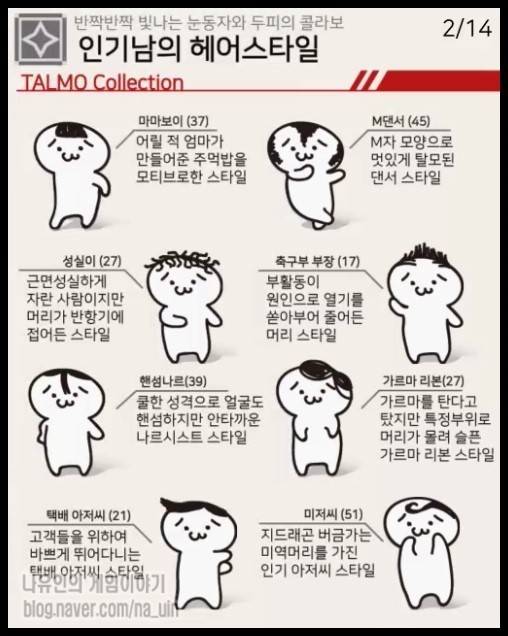 반짝반짝 빛나는 눈동자와 두피의 콜라보
2/14
인기남의 헤어스타일
TALMO Collection
마마보이 (37)
어릴 적 엄마가
만들어준 주먹밥을
모티브로한 스타일
M댄서 (45)
M자 모양으로
멋있게 탈모된
댄서 스타일
성실이 (27)
근면성실하게
자란 사람이지만
머리가 반항기에
접어든 스타일
축구부 부장 (17)
부활동이
원인으로 열기를
쏟아부어 줄어든
머리 스타일
핸섬나르(39)
쿨한 성격으로 얼굴도
핸섬하지만 안타까운
나르시스트 스타일
가르마 리본(27)
가르마를 탄다고
탔지만 특정부위로
머리가 몰려 슬픈
가르마 리본 스타일
택배 아저씨 (21)
고객들을 위하여
바쁘게 뛰어다니는
택배 아저씨 스타일
미저씨 (51)
지드래곤 버금가는
미역머리를 가진
인기 아저씨 스타일
나유인의 게임이야기
blog.naver.com/na_uin